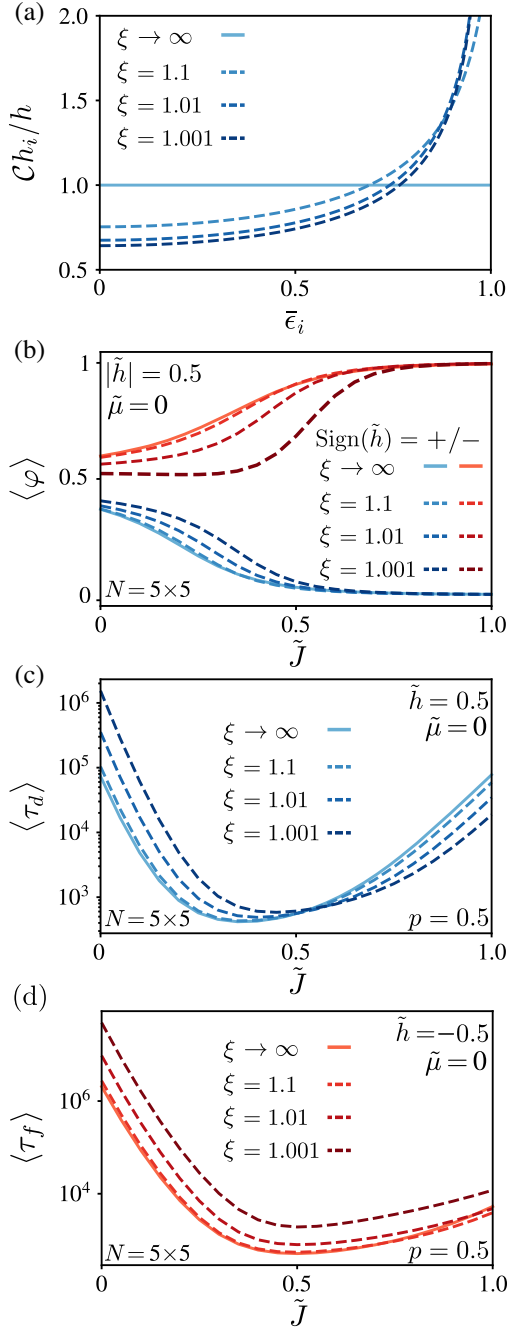 (a)
2.0
1.5
1.0
0.5
𝒞h_i/h
ξ → ∞
ξ = 1.1
ξ = 1.01
ξ = 1.001
0
0.5
1.0
ε̄_i
(b)
1
0.5
0
⟨φ⟩
|h̃| = 0.5
μ̃ = 0
Sign(h̃) = +/−
ξ → ∞
ξ = 1.1
ξ = 1.01
ξ = 1.001
N = 5×5
0
0.5
1.0
J̃
(c)
10^6
10^5
10^4
10^3
⟨τ_d⟩
h̃ = 0.5
μ̃ = 0
ξ → ∞
ξ = 1.1
ξ = 1.01
ξ = 1.001
N = 5×5
p = 0.5
0
0.5
1.0
J̃
(d)
10^6
10^4
⟨τ_f⟩
h̃ = −0.5
μ̃ = 0
ξ → ∞
ξ = 1.1
ξ = 1.01
ξ = 1.001
N = 5×5
p = 0.5
0
0.5
1.0
J̃